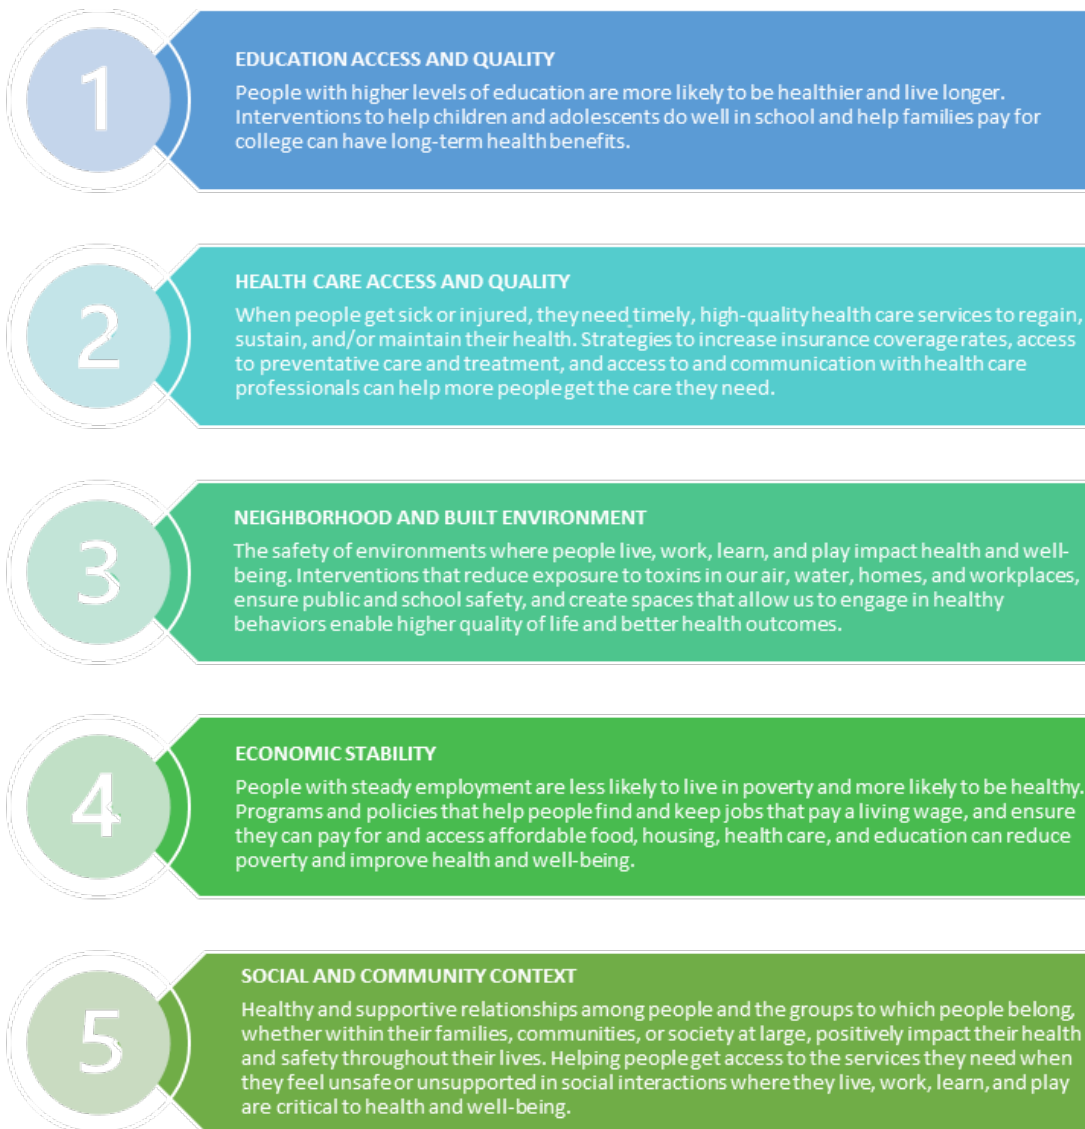 1
EDUCATION ACCESS AND QUALITY
People with higher levels of education are more likely to be healthier and live longer.
Interventions to help children and adolescents do well in school and help families pay for
college can have long-term health benefits.
2
HEALTH CARE ACCESS AND QUALITY
When people get sick or injured, they need timely, high-quality health care services to regain,
sustain, and/or maintain their health. Strategies to increase insurance coverage rates, access
to preventative care and treatment, and access to and communication with health care
professionals can help more people get the care they need.
3
NEIGHBORHOOD AND BUILT ENVIRONMENT
The safety of environments where people live, work, learn, and play impact health and well-
being. Interventions that reduce exposure to toxins in our air, water, homes, and workplaces,
ensure public and school safety, and create spaces that allow us to engage in healthy
behaviors enable higher quality of life and better health outcomes.
4
ECONOMIC STABILITY
People with steady employment are less likely to live in poverty and more likely to be healthy.
Programs and policies that help people find and keep jobs that pay a living wage, and ensure
they can pay for and access affordable food, housing, health care, and education can reduce
poverty and improve health and well-being.
5
SOCIAL AND COMMUNITY CONTEXT
Healthy and supportive relationships among people and the groups to which people belong,
whether within their families, communities, or society at large, positively impact their health
and safety throughout their lives. Helping people get access to the services they need when
they feel unsafe or unsupported in social interactions where they live, work, learn, and play
are critical to health and well-being.